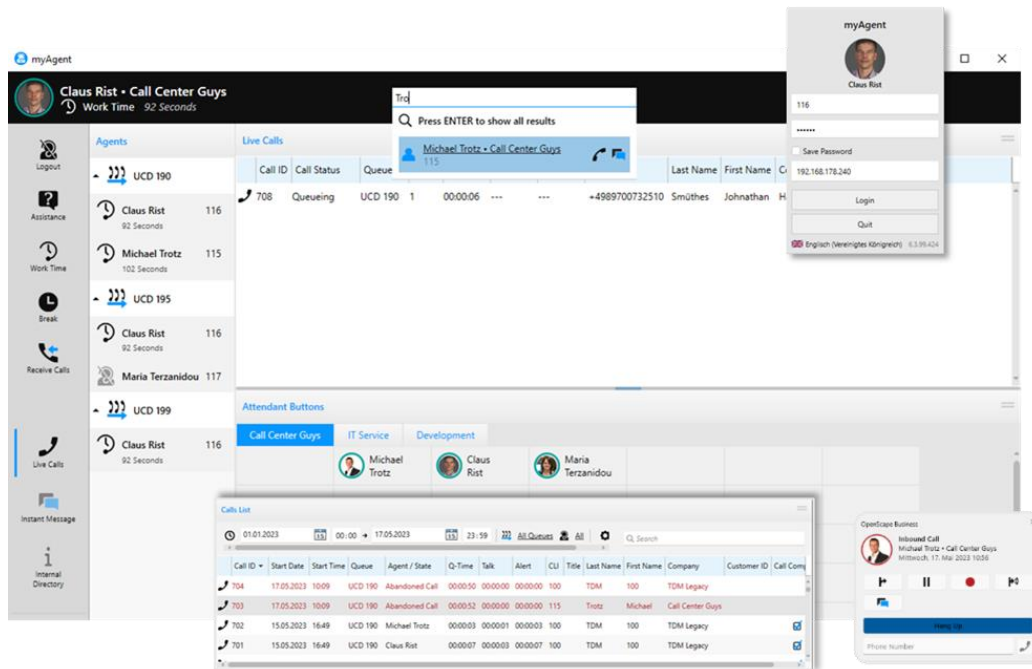 myAgent
Claus Rist • Call Center Guys
Work Time 92 Seconds
Tro
Press ENTER to show all results
Michael Trotz • Call Center Guys
115
myAgent
Claus Rist
116
••••••
Save Password
192.168.178.240
Login
Quit
Englisch (Vereinigtes Königreich) 6.3.99.424
Logout
Assistance
Work Time
Break
Receive Calls
Live Calls
Instant Message
Internal Directory
Agents
UCD 190
Claus Rist 116
92 Seconds
Michael Trotz 115
102 Seconds
UCD 195
Claus Rist 116
92 Seconds
Maria Terzanidou 117
UCD 199
Claus Rist 116
92 Seconds
Live Calls
Call ID Call Status Queue Last Name First Name
708 Queueing UCD 190 1 00:00:06 --- --- +4989700732510 Smüthes Johnathan
Attendant Buttons
Call Center Guys IT Service Development
Michael Trotz
Claus Rist
Maria Terzanidou
Calls List
01.01.2023 15 00:00 17.05.2023 15 23:59 All Queues All Search
Call ID Start Date Start Time Queue Agent / State Q-Time Talk Alert CLI Title Last Name First Name Company Customer ID Call Comp
704 17.05.2023 10:09 UCD 190 Abandoned Call 00:00:50 00:00:00 00:00:00 100 TDM 100 TDM Legacy
703 17.05.2023 10:09 UCD 190 Abandoned Call 00:00:52 00:00:00 00:00:00 115 Trotz Michael Call Center Guys
702 15.05.2023 16:49 UCD 190 Michael Trotz 00:00:03 00:00:01 00:00:03 100 TDM 100 TDM Legacy
701 15.05.2023 16:49 UCD 190 Claus Rist 00:00:07 00:00:03 00:00:07 100 TDM 100 TDM Legacy
OpenScape Business
Inbound Call
Michael Trotz • Call Center Guys
Mittwoch, 17. Mai 2023 10:56
Hang Up
Phone Number